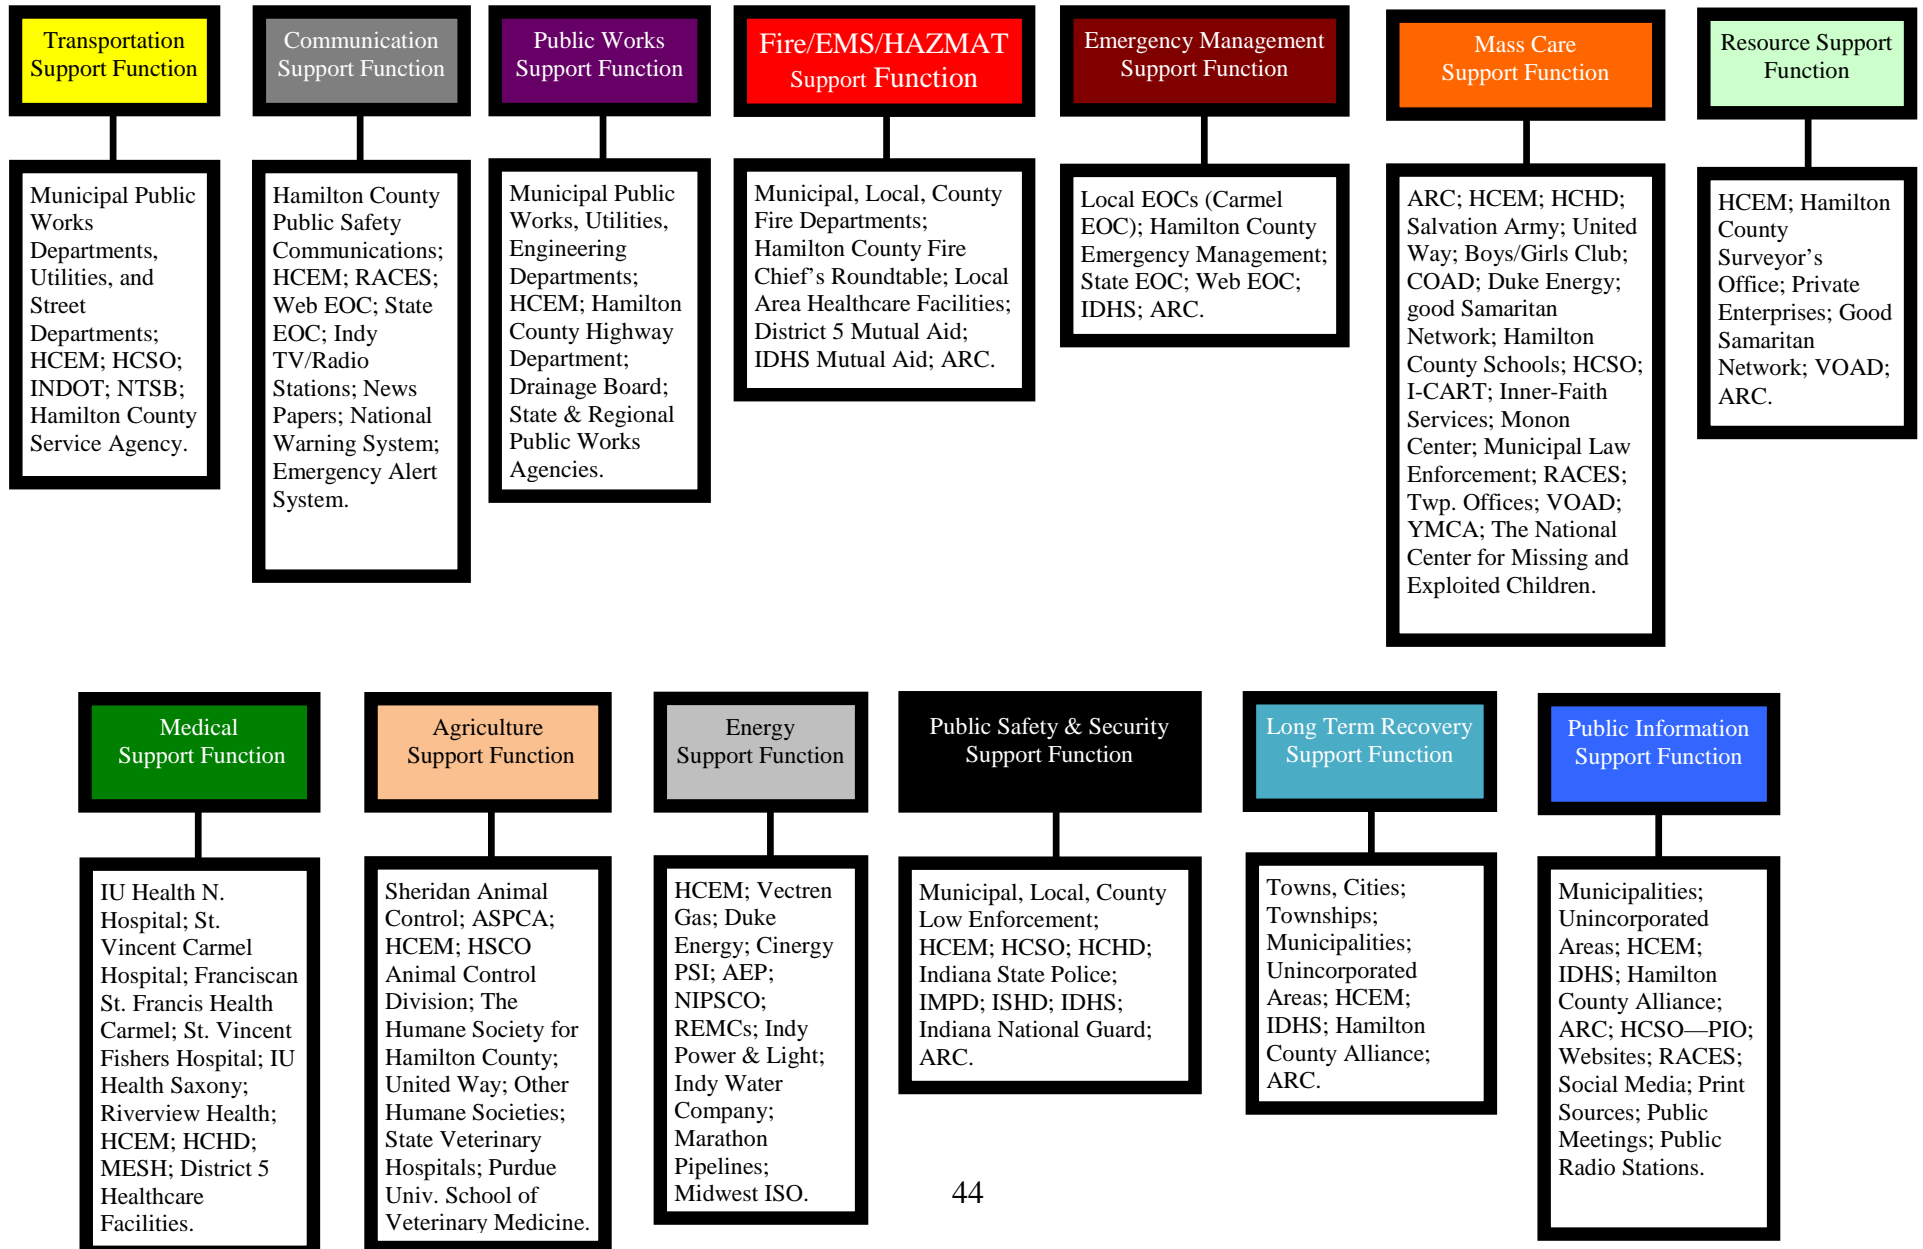 Transportation
Support Function
Municipal Public
Works
Departments,
Utilities, and
Street
Departments;
HCEM; HCSO;
INDOT; NTSB;
Hamilton County
Service Agency.
Communication
Support Function
Hamilton County
Public Safety
Communications;
HCEM; RACES;
Web EOC; State
EOC; Indy
TV/Radio
Stations; News
Papers; National
Warning System;
Emergency Alert
System.
Public Works
Support Function
Municipal Public
Works, Utilities,
Engineering
Departments;
HCEM; Hamilton
County Highway
Department;
Drainage Board;
State & Regional
Public Works
Agencies.
Fire/EMS/HAZMAT
Support Function
Municipal, Local, County
Fire Departments;
Hamilton County Fire
Chief’s Roundtable; Local
Area Healthcare Facilities;
District 5 Mutual Aid;
IDHS Mutual Aid; ARC.
Emergency Management
Support Function
Local EOCs (Carmel
EOC); Hamilton County
Emergency Management;
State EOC; Web EOC;
IDHS; ARC.
Mass Care
Support Function
ARC; HCEM; HCHD;
Salvation Army; United
Way; Boys/Girls Club;
COAD; Duke Energy;
good Samaritan
Network; Hamilton
County Schools; HCSO;
I-CART; Inner-Faith
Services; Monon
Center; Municipal Law
Enforcement; RACES;
Twp. Offices; VOAD;
YMCA; The National
Center for Missing and
Exploited Children.
Resource Support
Function
HCEM; Hamilton
County
Surveyor’s
Office; Private
Enterprises; Good
Samaritan
Network; VOAD;
ARC.
Medical
Support Function
IU Health N.
Hospital; St.
Vincent Carmel
Hospital; Franciscan
St. Francis Health
Carmel; St. Vincent
Fishers Hospital; IU
Health Saxony;
Riverview Health;
HCEM; HCHD;
MESH; District 5
Healthcare
Facilities.
Agriculture
Support Function
Sheridan Animal
Control; ASPCA;
HCEM; HSCO
Animal Control
Division; The
Humane Society for
Hamilton County;
United Way; Other
Humane Societies;
State Veterinary
Hospitals; Purdue
Univ. School of
Veterinary Medicine.
Energy
Support Function
HCEM; Vectren
Gas; Duke
Energy; Cinergy
PSI; AEP;
NIPSCO;
REMCs; Indy
Power & Light;
Indy Water
Company;
Marathon
Pipelines;
Midwest ISO.
Public Safety & Security
Support Function
Municipal, Local, County
Low Enforcement;
HCEM; HCSO; HCHD;
Indiana State Police;
IMPD; ISHD; IDHS;
Indiana National Guard;
ARC.
Long Term Recovery
Support Function
Towns, Cities;
Townships;
Municipalities;
Unincorporated
Areas; HCEM;
IDHS; Hamilton
County Alliance;
ARC.
Public Information
Support Function
Municipalities;
Unincorporated
Areas; HCEM;
IDHS; Hamilton
County Alliance;
ARC; HCSO—PIO;
Websites; RACES;
Social Media; Print
Sources; Public
Meetings; Public
Radio Stations.
44